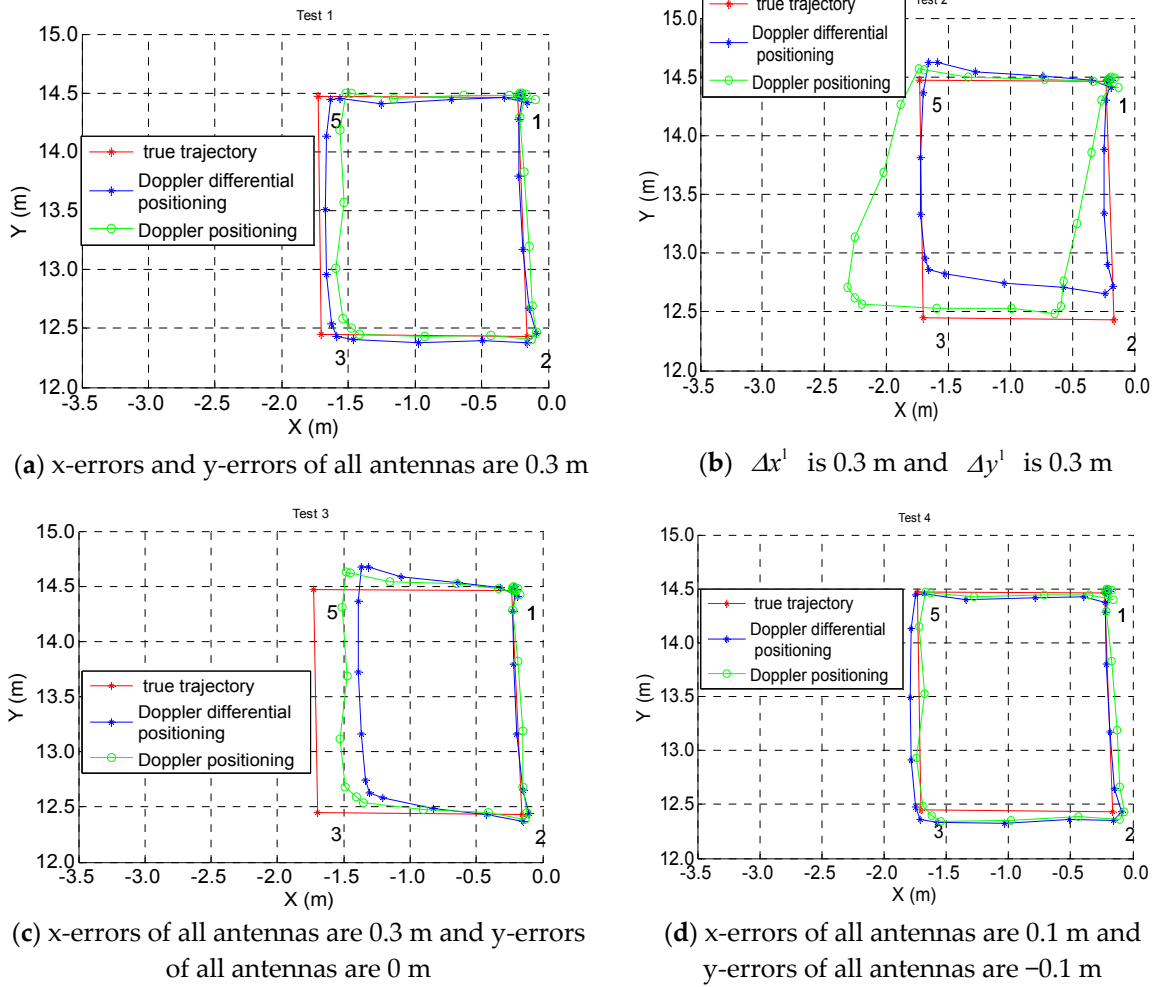 Test 1
15.0
14.5
14.0
13.5
13.0
12.5
12.0
Y (m)
5
1
3
2
true trajectory
Doppler differential
positioning
Doppler positioning
-3.5 -3.0 -2.5 -2.0 -1.5 -1.0 -0.5 0.0
X (m)
(a) x-errors and y-errors of all antennas are 0.3 m
15.0
14.5
14.0
13.5
13.0
12.5
12.0
Y (m)
true trajectory
Doppler differential
positioning
Doppler positioning
5
1
3
2
-3.5 -3.0 -2.5 -2.0 -1.5 -1.0 -0.5 0.0
X (m)
(b) Δx¹ is 0.3 m and Δy¹ is 0.3 m
Test 3
15.0
14.5
14.0
13.5
13.0
12.5
12.0
Y (m)
5
1
3
2
true trajectory
Doppler differential
positioning
Doppler positioning
-3.5 -3.0 -2.5 -2.0 -1.5 -1.0 -0.5 0.0
X (m)
(c) x-errors of all antennas are 0.3 m and y-errors
of all antennas are 0 m
Test 4
15.0
14.5
14.0
13.5
13.0
12.5
12.0
Y (m)
5
1
3
2
true trajectory
Doppler differential
positioning
Doppler positioning
-3.5 -3.0 -2.5 -2.0 -1.5 -1.0 -0.5 0.0
X (m)
(d) x-errors of all antennas are 0.1 m and
y-errors of all antennas are −0.1 m